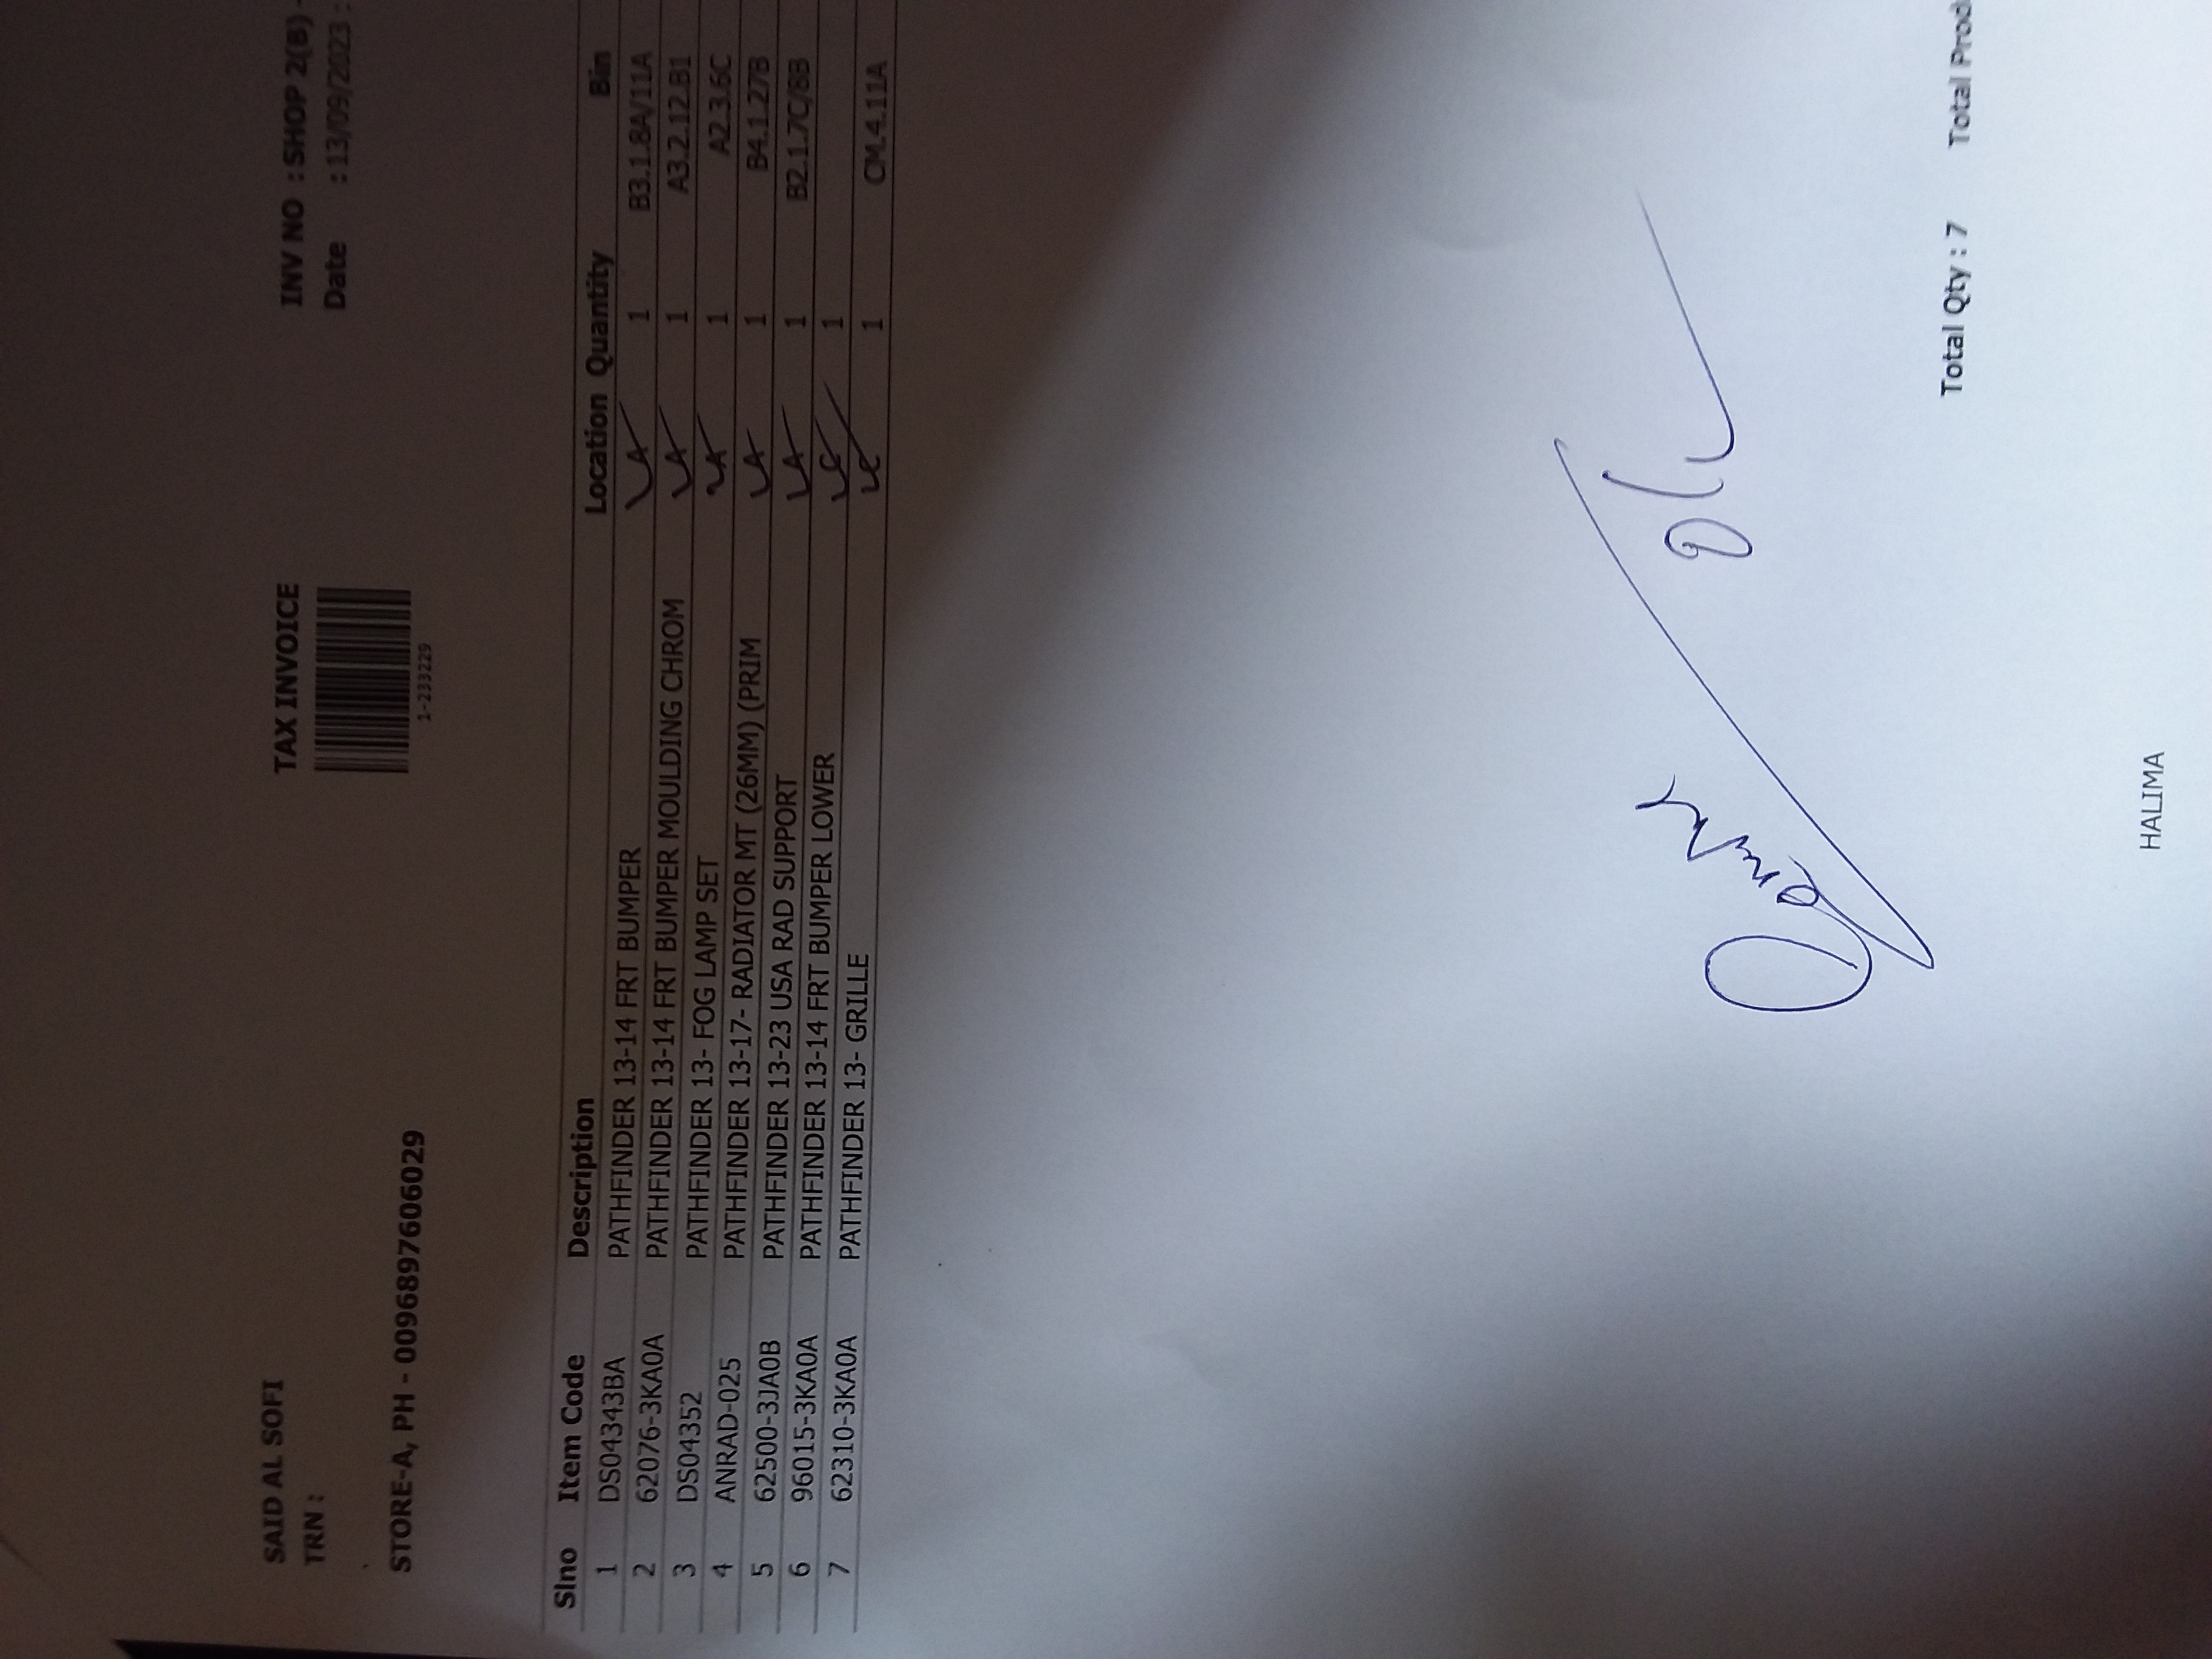 SAID AL SOFI TAX INVOICE INV NO : SHOP 2(B) -
TRN : Date : 13/09/2023 :
1-233229
STORE-A, PH - 0096897606029
Slno Item Code Description Location Quantity Bin
1 DS04343BA PATHFINDER 13-14 FRT BUMPER A 1 B3.1.8A/11A
2 62076-3KA0A PATHFINDER 13-14 FRT BUMPER MOULDING CHROM A 1 A3.2.12.B1
3 DS04352 PATHFINDER 13- FOG LAMP SET A 1 A2.3.6C
4 ANRAD-025 PATHFINDER 13-17- RADIATOR MT (26MM) (PRIM A 1 B4.1.27B
5 62500-3JA0B PATHFINDER 13-23 USA RAD SUPPORT A 1 B2.1.7C/8B
6 96015-3KA0A PATHFINDER 13-14 FRT BUMPER LOWER C 1
7 62310-3KA0A PATHFINDER 13- GRILLE C 1 CM.4.11A
Total Qty : 7 Total Prod
HALIMA